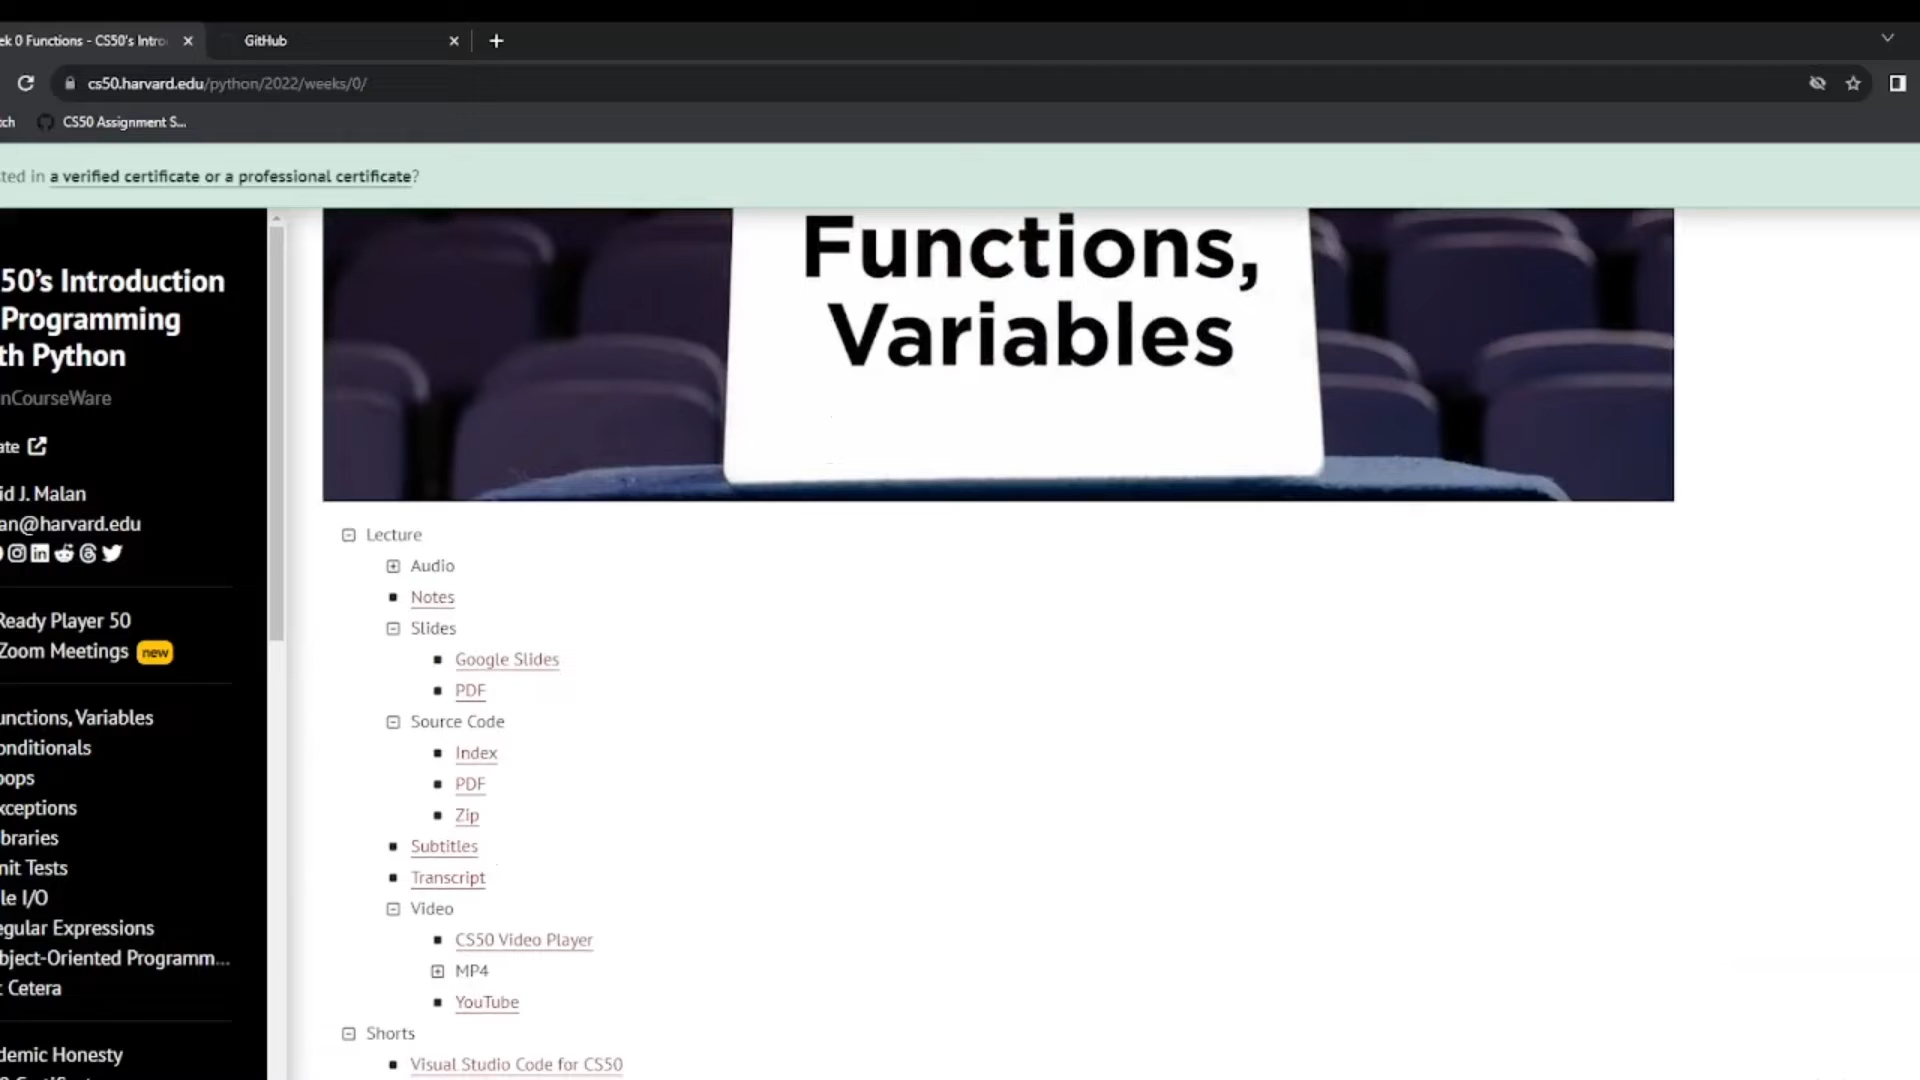 ek 0 Functions - CS50's Intro
GitHub
cs50.harvard.edu/python/2022/weeks/0/
tch
CS50 Assignment S...
sted in a verified certificate or a professional certificate?
Functions,
Variables
50's Introduction
Programming
th Python
nCourseWare
ate
id J. Malan
an@harvard.edu
Ready Player 50
Zoom Meetings new
unctions, Variables
onditionals
oops
xceptions
ibraries
nit Tests
le I/O
egular Expressions
bject-Oriented Programm...
t Cetera
demic Honesty
Lecture
Audio
Notes
Slides
Google Slides
PDF
Source Code
Index
PDF
Zip
Subtitles
Transcript
Video
CS50 Video Player
MP4
YouTube
Shorts
Visual Studio Code for CS50